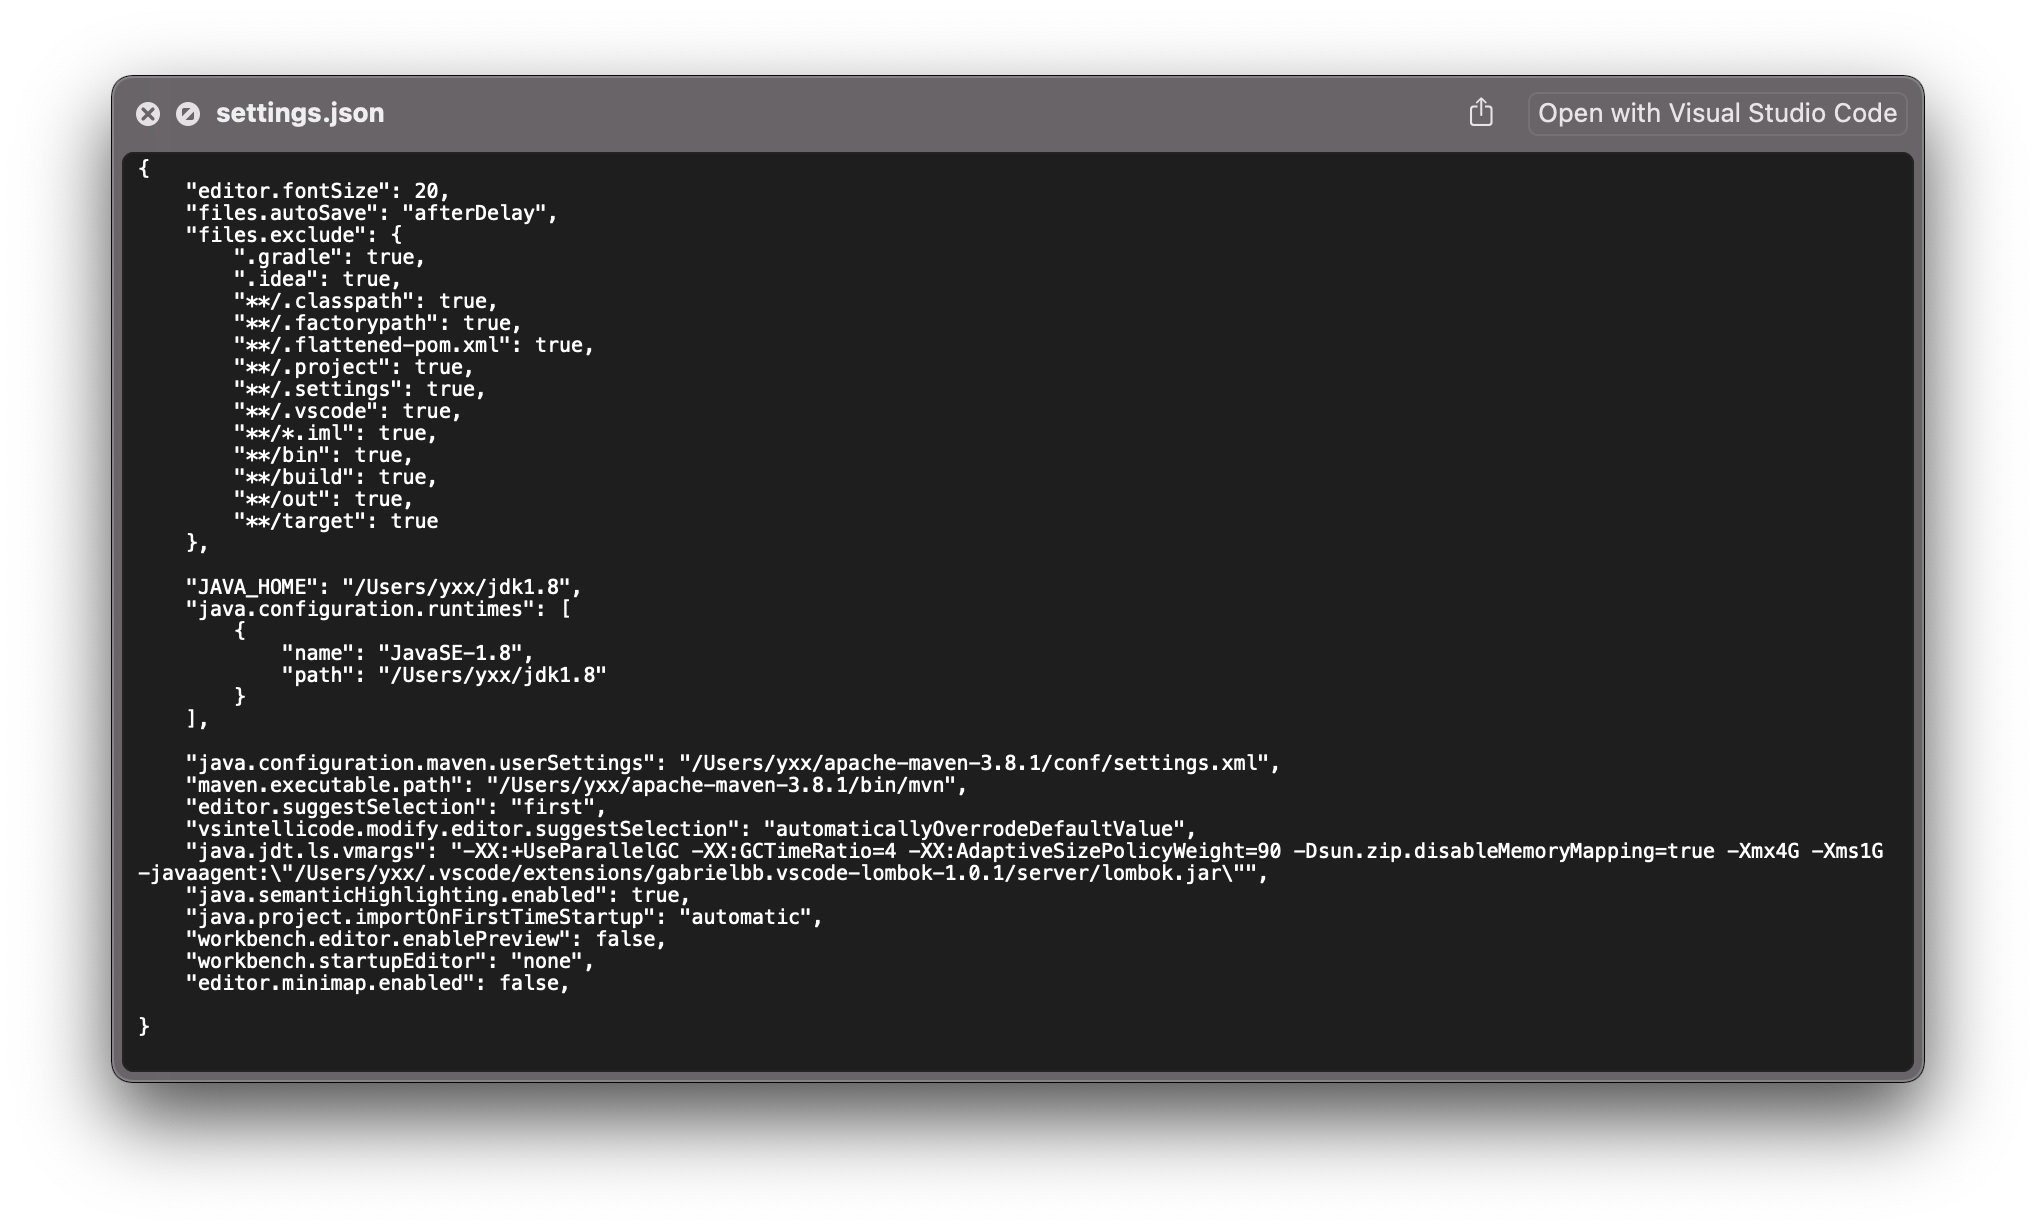 settings.json
Open with Visual Studio Code
{
    "editor.fontSize": 20,
    "files.autoSave": "afterDelay",
    "files.exclude": {
        ".gradle": true,
        ".idea": true,
        "**/.classpath": true,
        "**/.factorypath": true,
        "**/.flattened-pom.xml": true,
        "**/.project": true,
        "**/.settings": true,
        "**/.vscode": true,
        "**/*.iml": true,
        "**/bin": true,
        "**/build": true,
        "**/out": true,
        "**/target": true
    },
    "JAVA_HOME": "/Users/yxx/jdk1.8",
    "java.configuration.runtimes": [
        {
            "name": "JavaSE-1.8",
            "path": "/Users/yxx/jdk1.8"
        }
    ],
    "java.configuration.maven.userSettings": "/Users/yxx/apache-maven-3.8.1/conf/settings.xml",
    "maven.executable.path": "/Users/yxx/apache-maven-3.8.1/bin/mvn",
    "editor.suggestSelection": "first",
    "vsintellicode.modify.editor.suggestSelection": "automaticallyOverrodeDefaultValue",
    "java.jdt.ls.vmargs": "-XX:+UseParallelGC -XX:GCTimeRatio=4 -XX:AdaptiveSizePolicyWeight=90 -Dsun.zip.disableMemoryMapping=true -Xmx4G -Xms1G
-javaagent:\"/Users/yxx/.vscode/extensions/gabrielbb.vscode-lombok-1.0.1/server/lombok.jar\"",
    "java.semanticHighlighting.enabled": true,
    "java.project.importOnFirstTimeStartup": "automatic",
    "workbench.editor.enablePreview": false,
    "workbench.startupEditor": "none",
    "editor.minimap.enabled": false,
}